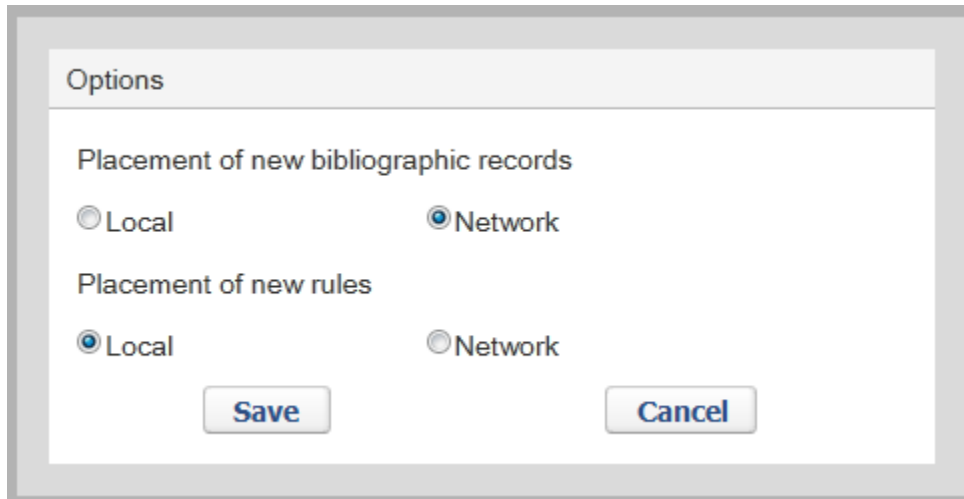 Options
Placement of new bibliographic records
Local Network
Placement of new rules
Local Network
Save Cancel